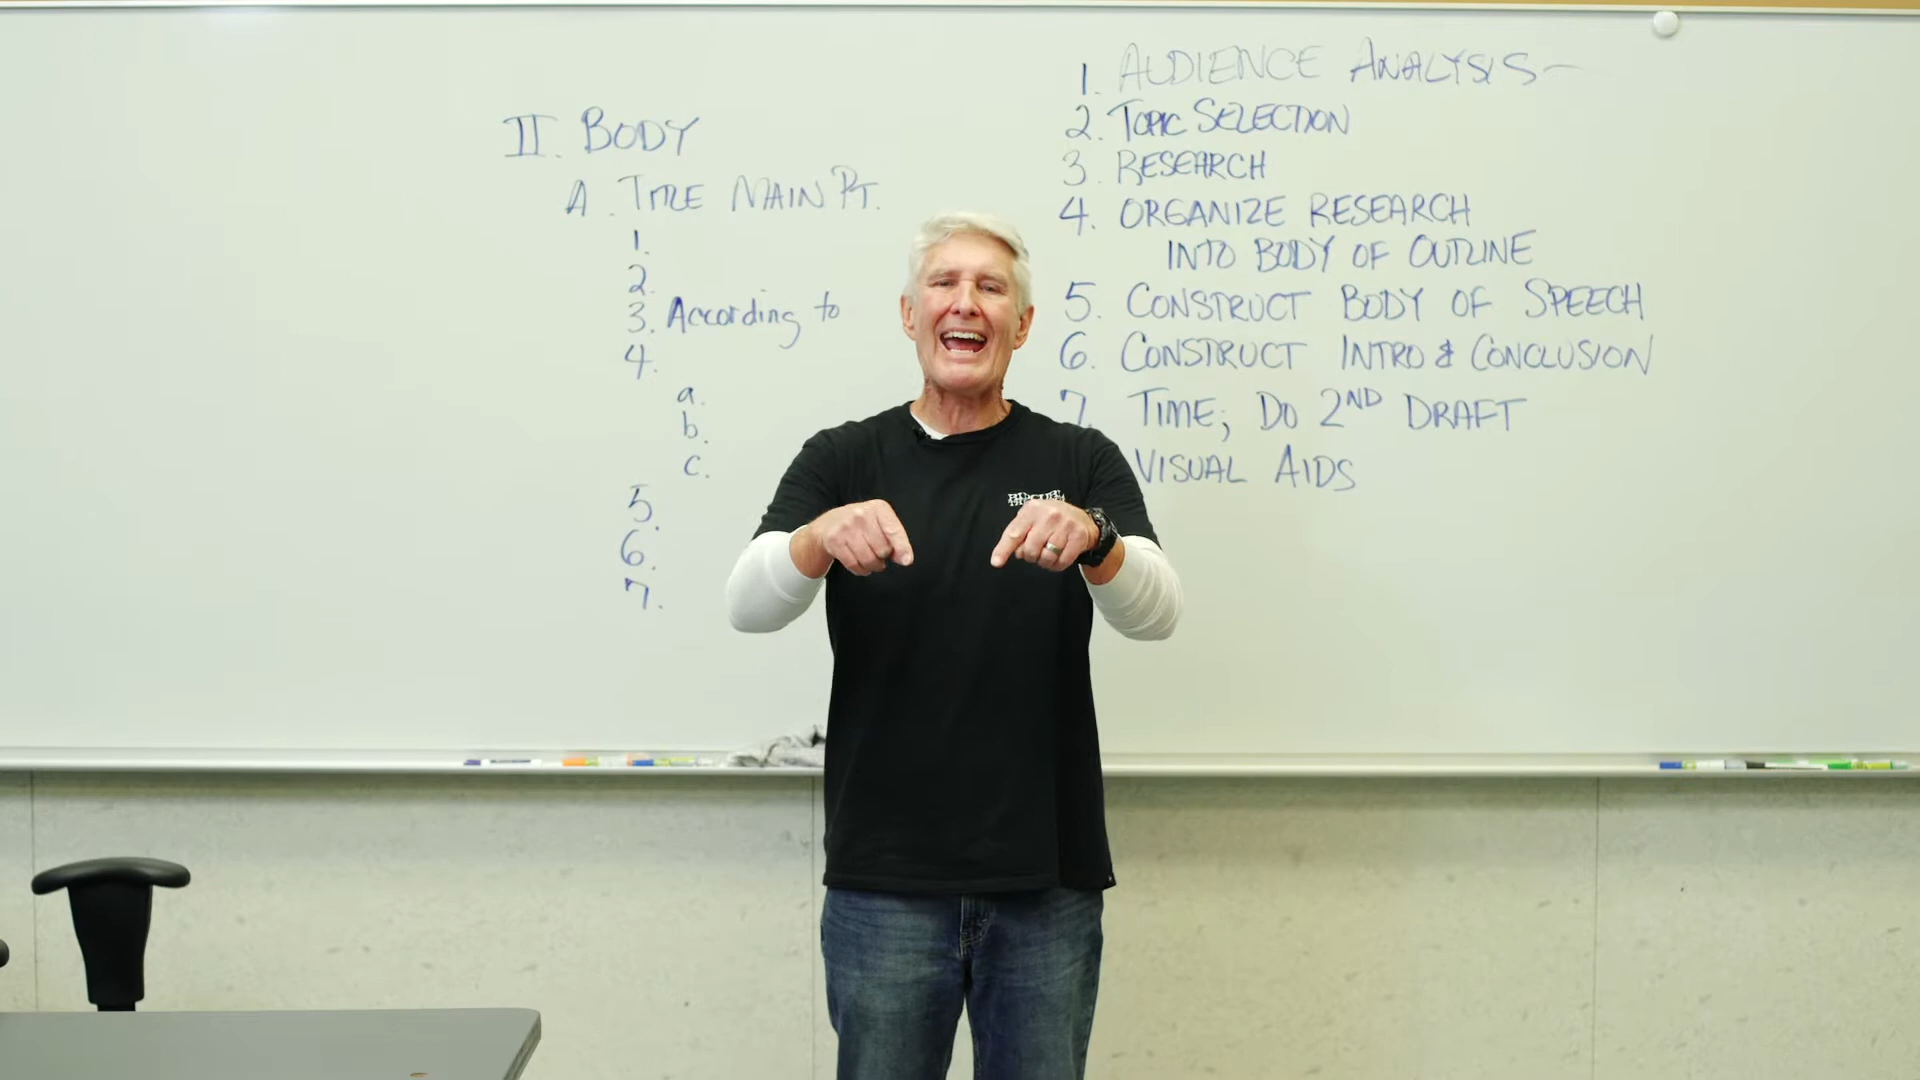 II. BODY
A. TITLE MAIN PT.
1.
2.
3. According to
4.
a.
b.
c.
5.
6.
7.
1. AUDIENCE ANALYSIS-
2. TOPIC SELECTION
3. RESEARCH
4. ORGANIZE RESEARCH
INTO BODY OF OUTLINE
5. CONSTRUCT BODY OF SPEECH
6. CONSTRUCT INTRO & CONCLUSION
7. TIME; DO 2ND DRAFT
VISUAL AIDS